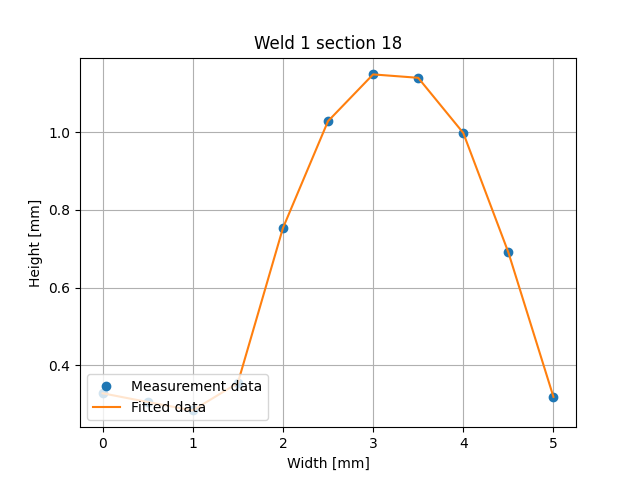 Weld 1 section 18
Height [mm]
1.0
0.8
0.6
0.4
Measurement data
Fitted data
0 1 2 3 4 5
Width [mm]